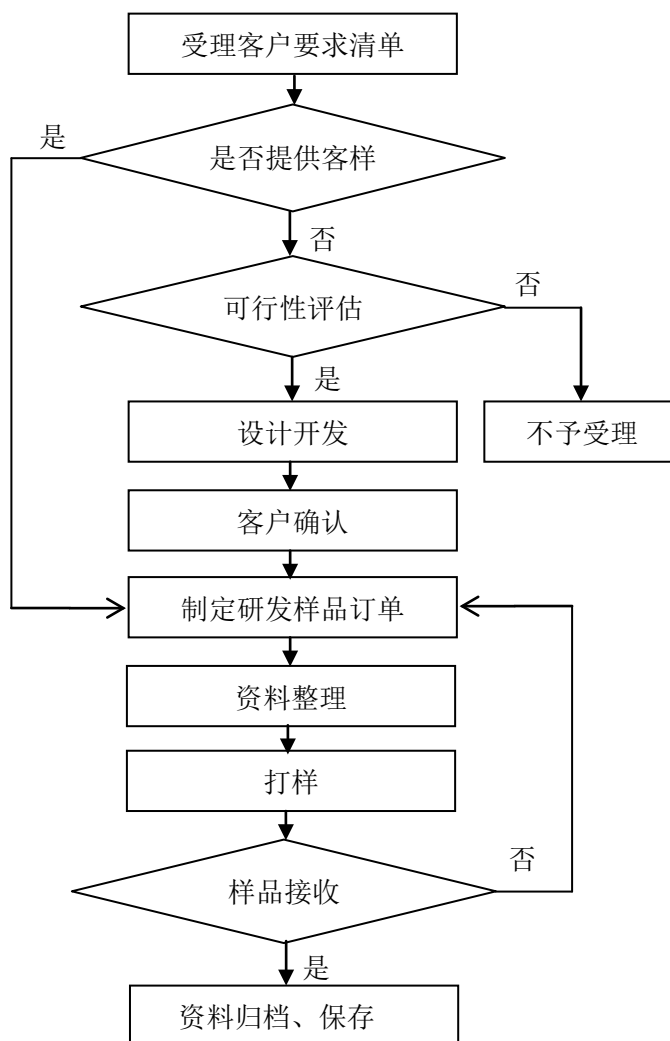 受理客户要求清单
是
是否提供客样
否
可行性评估
否
是
设计开发
不予受理
客户确认
制定研发样品订单
资料整理
打样
样品接收
否
是
资料归档、保存